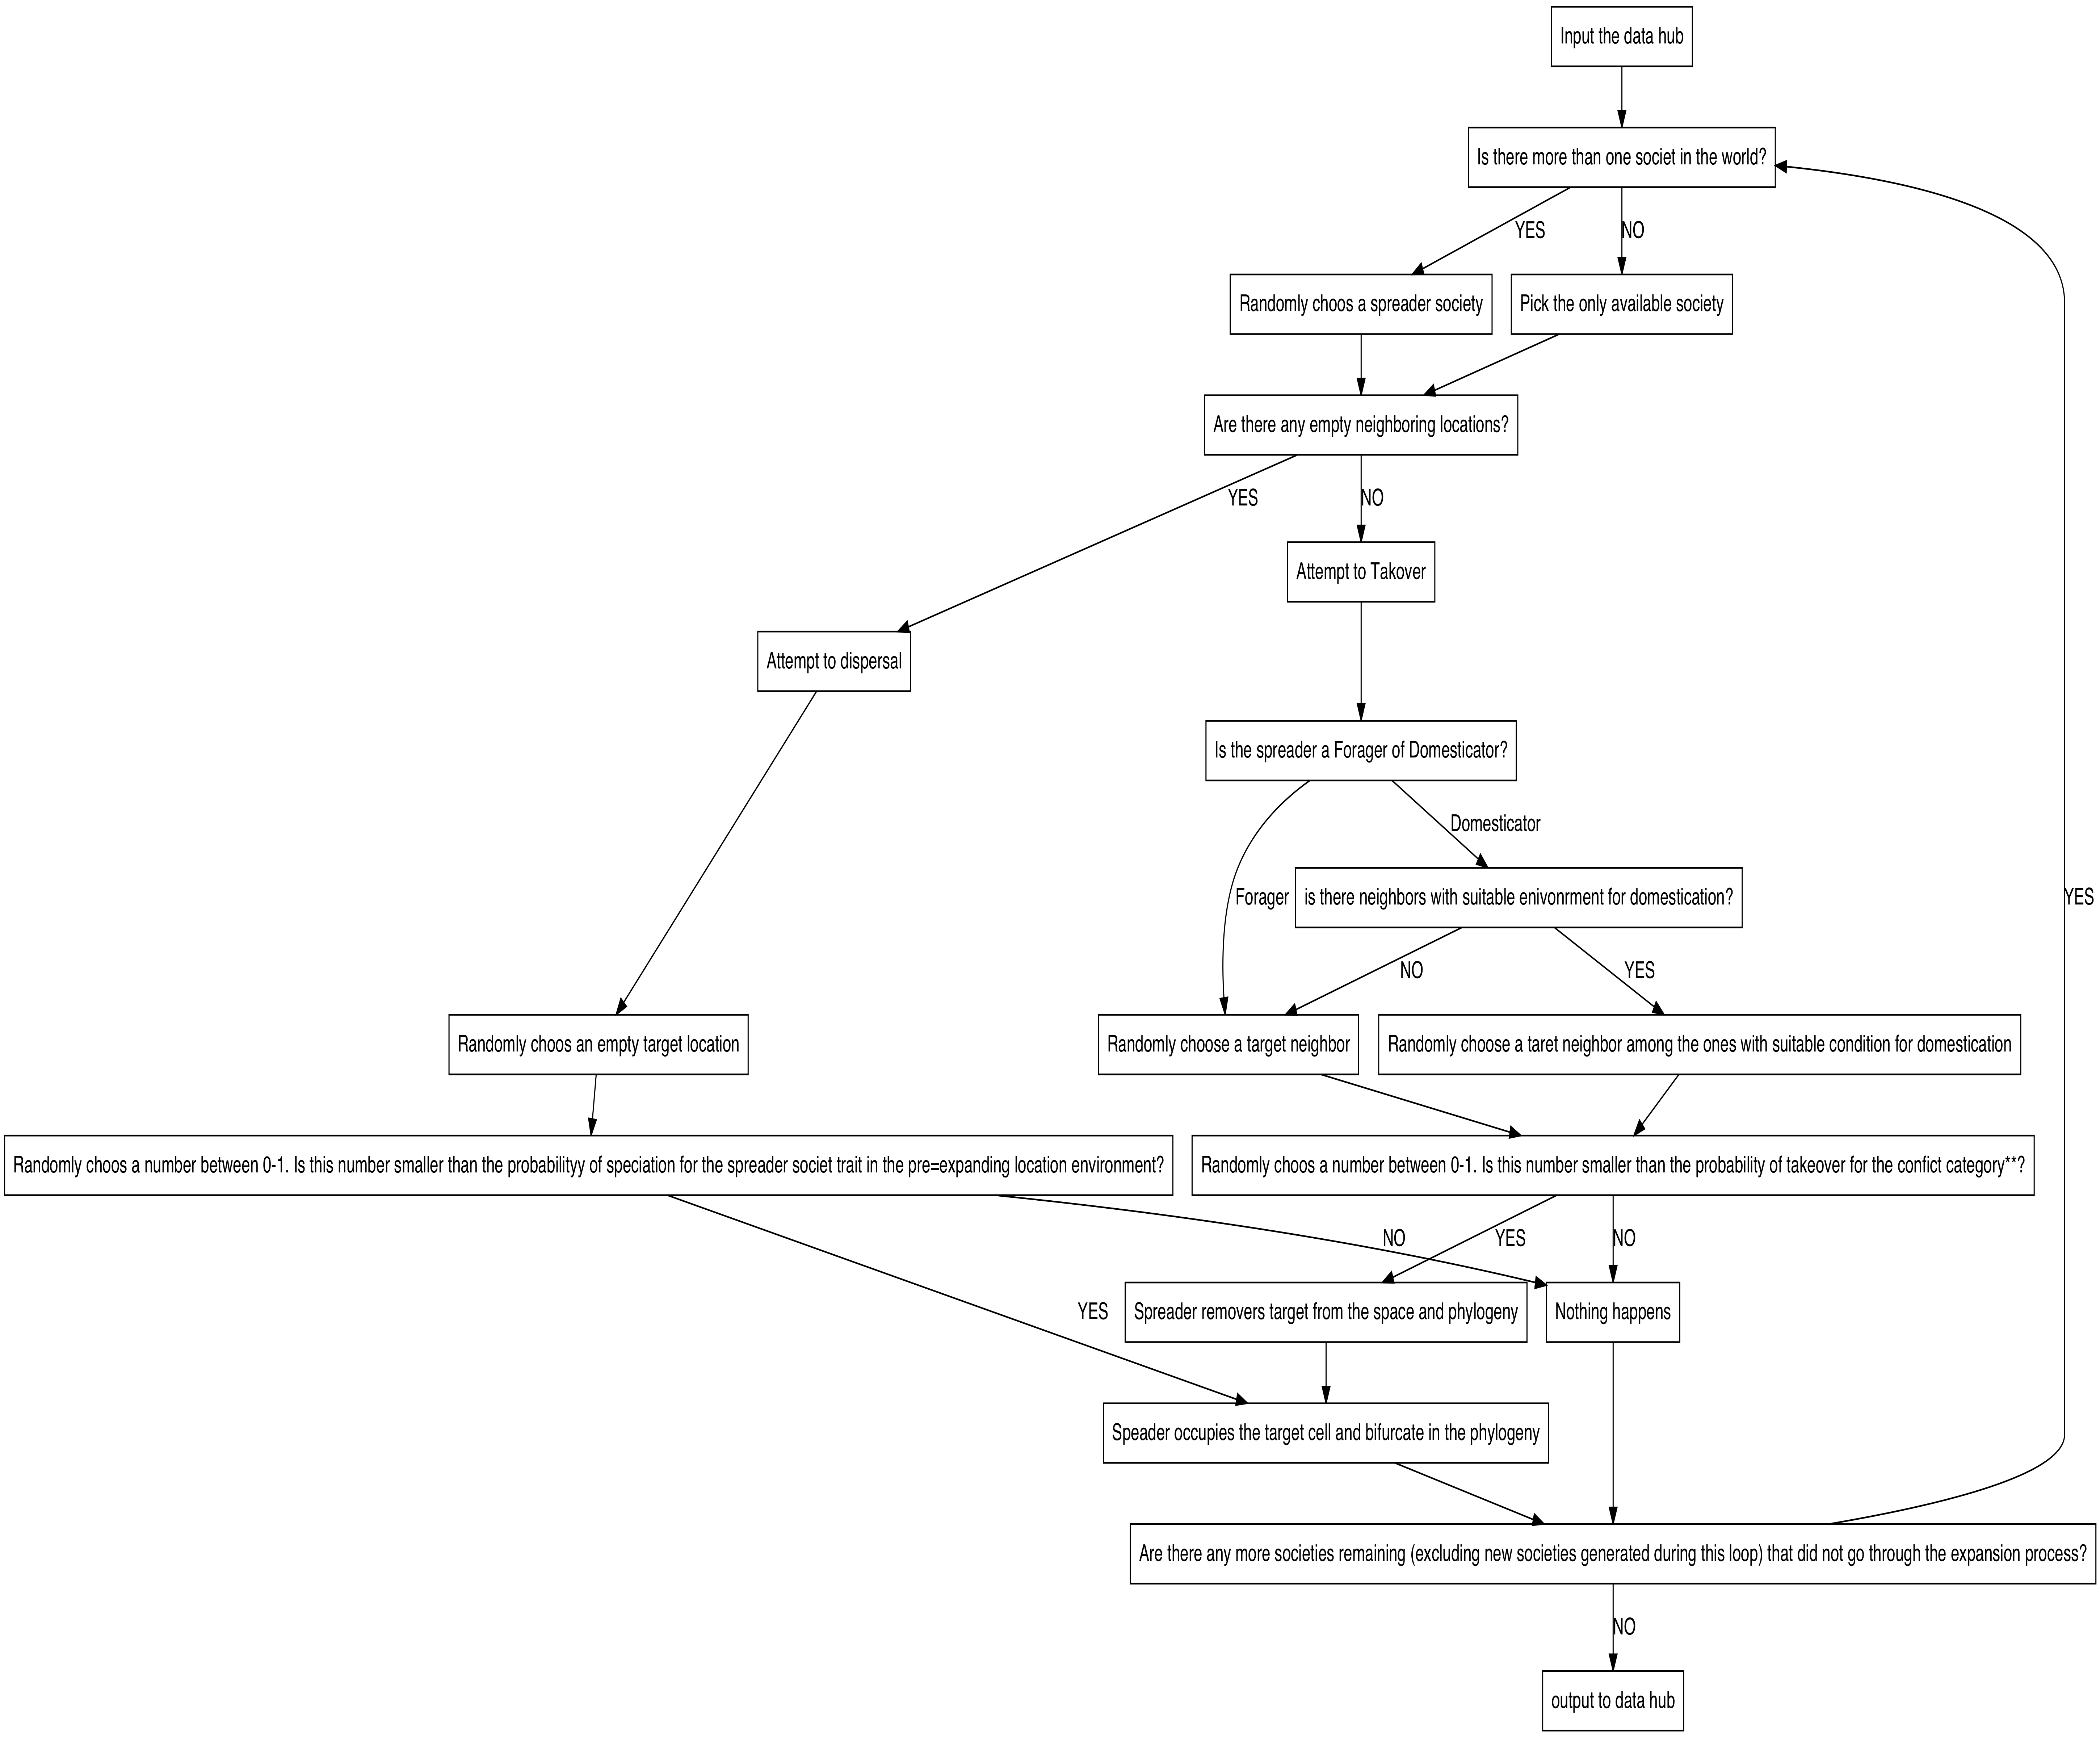 Input the data hub
Is there more than one societ in the world?
YES
NO
Randomly choos a spreader society
Pick the only available society
Are there any empty neighboring locations?
YES
NO
Attempt to Takover
Attempt to dispersal
Is the spreader a Forager of Domesticator?
Domesticator
Forager
is there neighbors with suitable enivonrment for domestication?
YES
NO
YES
Randomly choos an empty target location
Randomly choose a target neighbor
Randomly choose a taret neighbor among the ones with suitable condition for domestication
Randomly choos a number between 0-1. Is this number smaller than the probabilityy of speciation for the spreader societ trait in the pre=expanding location environment?
Randomly choos a number between 0-1. Is this number smaller than the probability of takeover for the confict category**?
NO
YES
NO
YES
Spreader removers target from the space and phylogeny
Nothing happens
Speader occupies the target cell and bifurcate in the phylogeny
Are there any more societies remaining (excluding new societies generated during this loop) that did not go through the expansion process?
NO
output to data hub